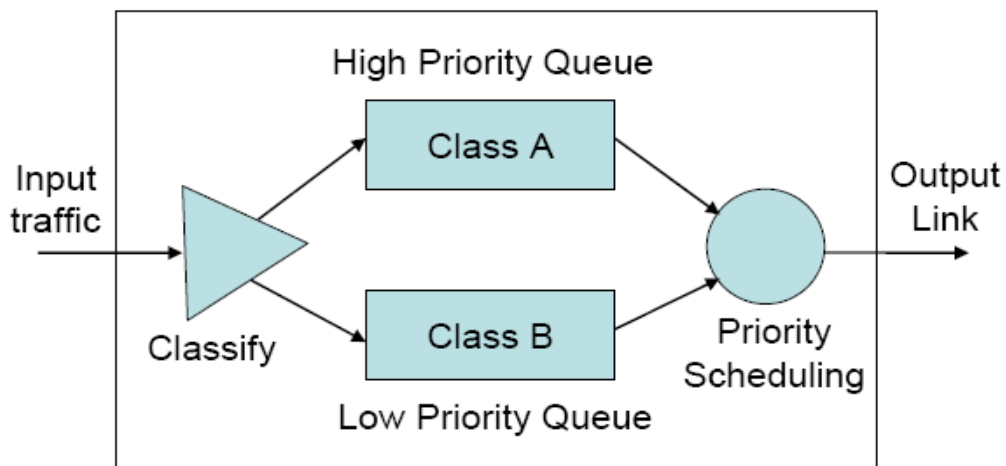 High Priority Queue
Class A
Input
traffic
Output
Link
Classify
Class B
Priority
Scheduling
Low Priority Queue